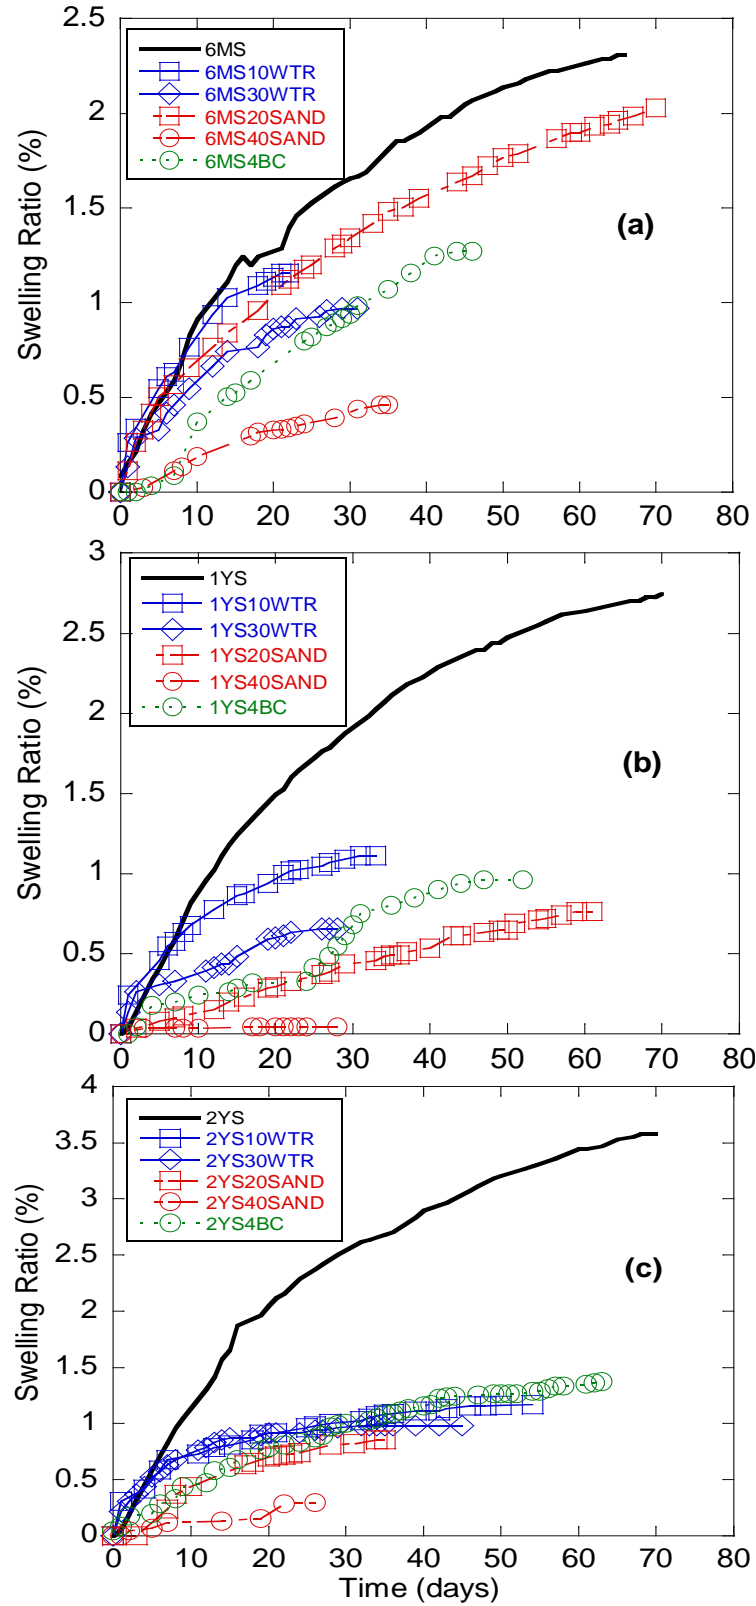 2.5
2
1.5
1
0.5
0
Swelling Ratio (%)
6MS
6MS10WTR
6MS30WTR
6MS20SAND
6MS40SAND
6MS4BC
(a)
0 10 20 30 40 50 60 70 80
3
2.5
2
1.5
1
0.5
0
Swelling Ratio (%)
1YS
1YS10WTR
1YS30WTR
1YS20SAND
1YS40SAND
1YS4BC
(b)
0 10 20 30 40 50 60 70 80
4
3.5
3
2.5
2
1.5
1
0.5
0
Swelling Ratio (%)
2YS
2YS10WTR
2YS30WTR
2YS20SAND
2YS40SAND
2YS4BC
(c)
0 10 20 30 40 50 60 70 80
Time (days)